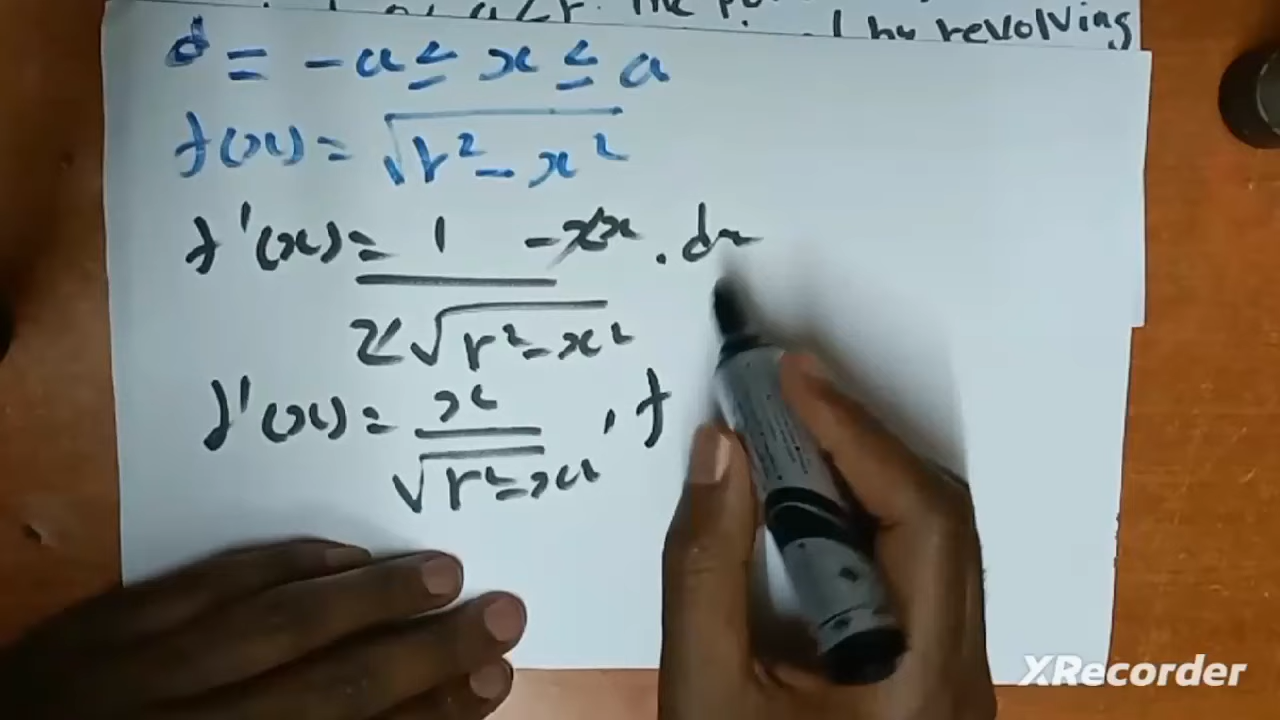 revolving
d = -a ≤ x ≤ a
f(x) = √r² - x²
f'(x) = 1 -2x . dx
2√r² - x²
f'(x) = x , f
√r² - x²
XRecorder